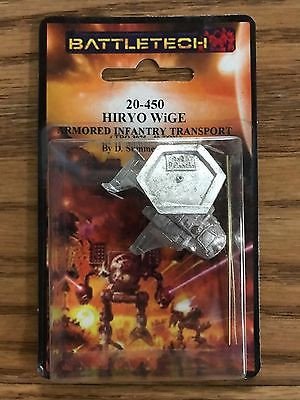 BATTLETECH
20-450
HIRYO WiGE
ARMORED INFANTRY TRANSPORT
By D.